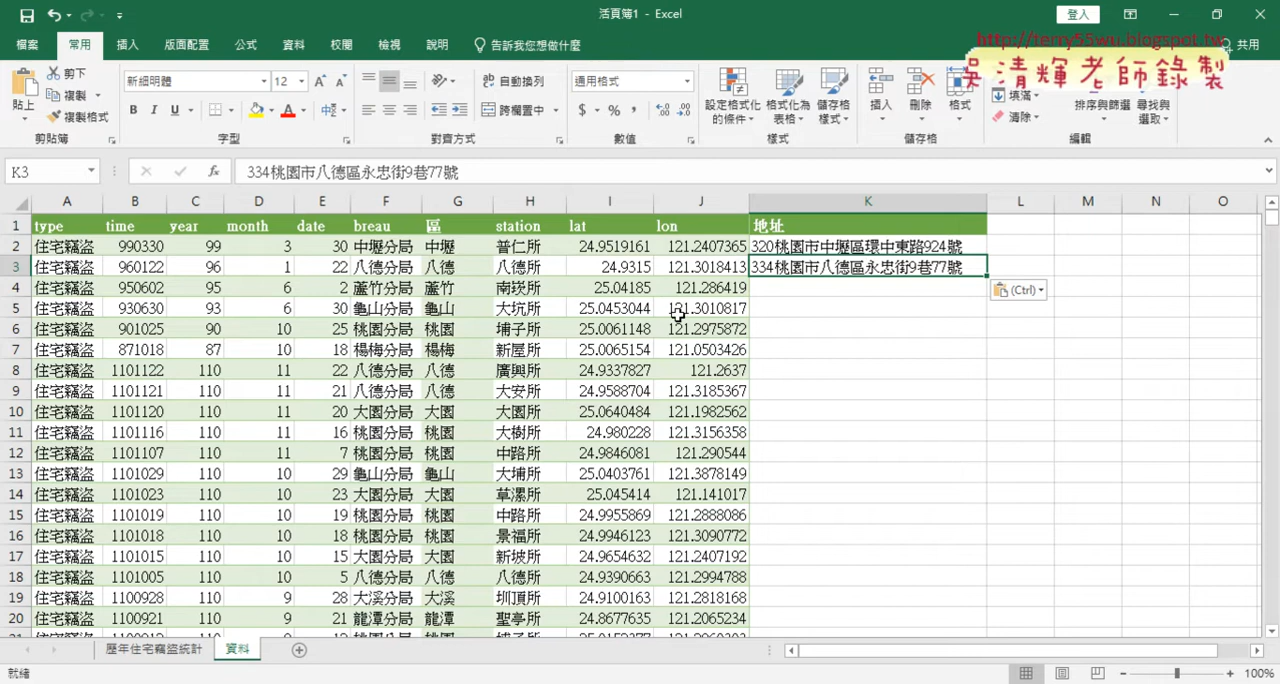 活頁簿1 - Excel
登入
http://terry55wu.blogspot.tw
吳清輝老師錄製
檔案 常用 插入 版面配置 公式 資料 校閱 檢視 說明 告訴我您想做什麼 共用
貼上 剪下 複製 複製格式 剪貼簿
新細明體 12 B I U A 字型
自動換列 跨欄置中 對齊方式
通用格式 $ % , 數值
設定格式化的條件 格式化為表格 儲存格樣式 樣式
插入 刪除 格式 儲存格
填滿 清除 排序與篩選 尋找與選取 編輯
K3 fx 334桃園市八德區永忠街9巷77號
A B C D E F G H I J K L M N O
1 type time year month date breau 區 station lat lon 地址
2 住宅竊盜 990330 99 3 30 中壢分局 中壢 普仁所 24.9519161 121.2407365 320桃園市中壢區環中東路924號
3 住宅竊盜 960122 96 1 22 八德分局 八德 八德所 24.9315 121.3018413 334桃園市八德區永忠街9巷77號
4 住宅竊盜 950602 95 6 2 蘆竹分局 蘆竹 南崁所 25.04185 121.286419 (Ctrl)
5 住宅竊盜 930630 93 6 30 龜山分局 龜山 大坑所 25.0453044 121.3010817
6 住宅竊盜 901025 90 10 25 桃園分局 桃園 埔子所 25.0061148 121.2975872
7 住宅竊盜 871018 87 10 18 楊梅分局 楊梅 新屋所 25.0065154 121.0503426
8 住宅竊盜 1101122 110 11 22 八德分局 八德 廣興所 24.9337827 121.2637
9 住宅竊盜 1101121 110 11 21 八德分局 八德 大安所 24.9588704 121.3185367
10 住宅竊盜 1101120 110 11 20 大園分局 大園 大園所 25.0640484 121.1982562
11 住宅竊盜 1101116 110 11 16 桃園分局 桃園 大樹所 24.980228 121.3156358
12 住宅竊盜 1101107 110 11 7 桃園分局 桃園 中路所 24.9846081 121.290544
13 住宅竊盜 1101029 110 10 29 龜山分局 龜山 大埔所 25.0403761 121.3878149
14 住宅竊盜 1101023 110 10 23 大園分局 大園 草漯所 25.045414 121.141017
15 住宅竊盜 1101019 110 10 19 桃園分局 桃園 中路所 24.9955869 121.2888086
16 住宅竊盜 1101018 110 10 18 桃園分局 桃園 景福所 24.9946123 121.3090772
17 住宅竊盜 1101015 110 10 15 大園分局 大園 新坡所 24.9654632 121.2407192
18 住宅竊盜 1101005 110 10 5 八德分局 八德 八德所 24.9390663 121.2994788
19 住宅竊盜 1100928 110 9 28 大溪分局 大溪 圳頂所 24.9100163 121.2818168
20 住宅竊盜 1100921 110 9 21 龍潭分局 龍潭 聖亭所 24.8677635 121.2065234
歷年住宅竊盜統計 資料
就緒 100%